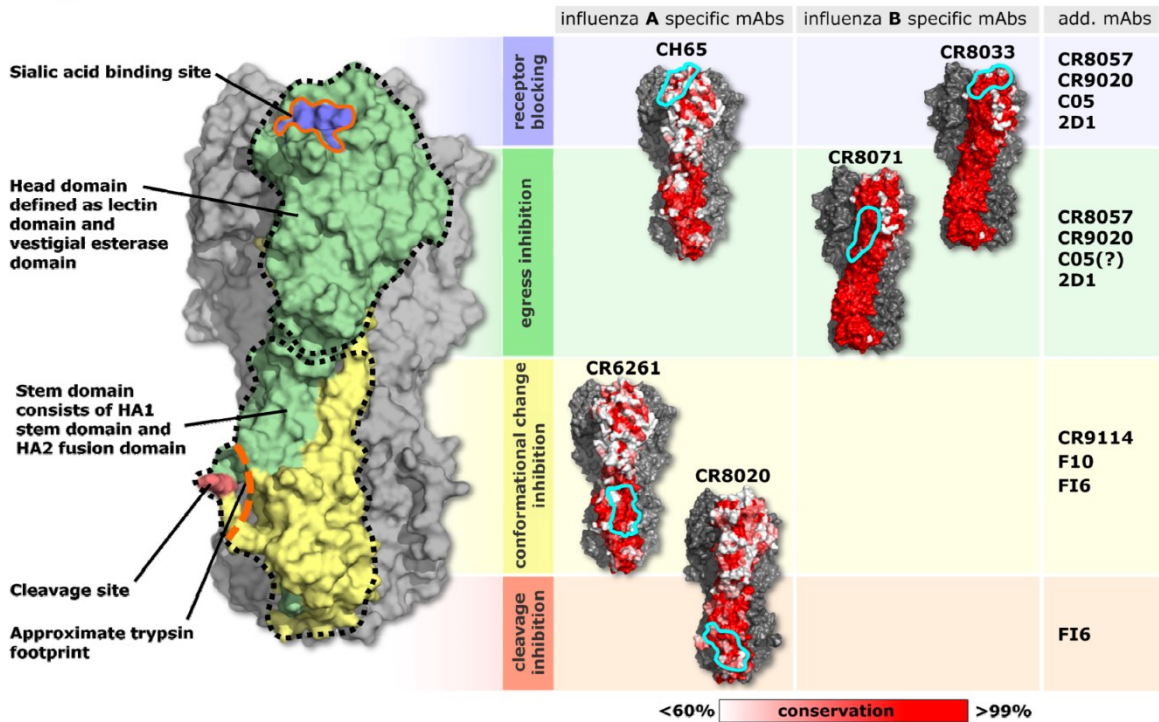 influenza A specific mAbs
influenza B specific mAbs
add. mAbs
Sialic acid binding site
Head domain
defined as lectin
domain and
vestigial esterase
domain
Stem domain
consists of HA1
stem domain and
HA2 fusion domain
Cleavage site
Approximate trypsin
footprint
receptor
blocking
CH65
CR8033
CR8057
CR9020
C05
2D1
egress inhibition
CR8071
CR8057
CR9020
C05(?)
2D1
conformational change
inhibition
CR6261
CR8020
CR9114
F10
FI6
cleavage
inhibition
FI6
<60%
conservation
>99%